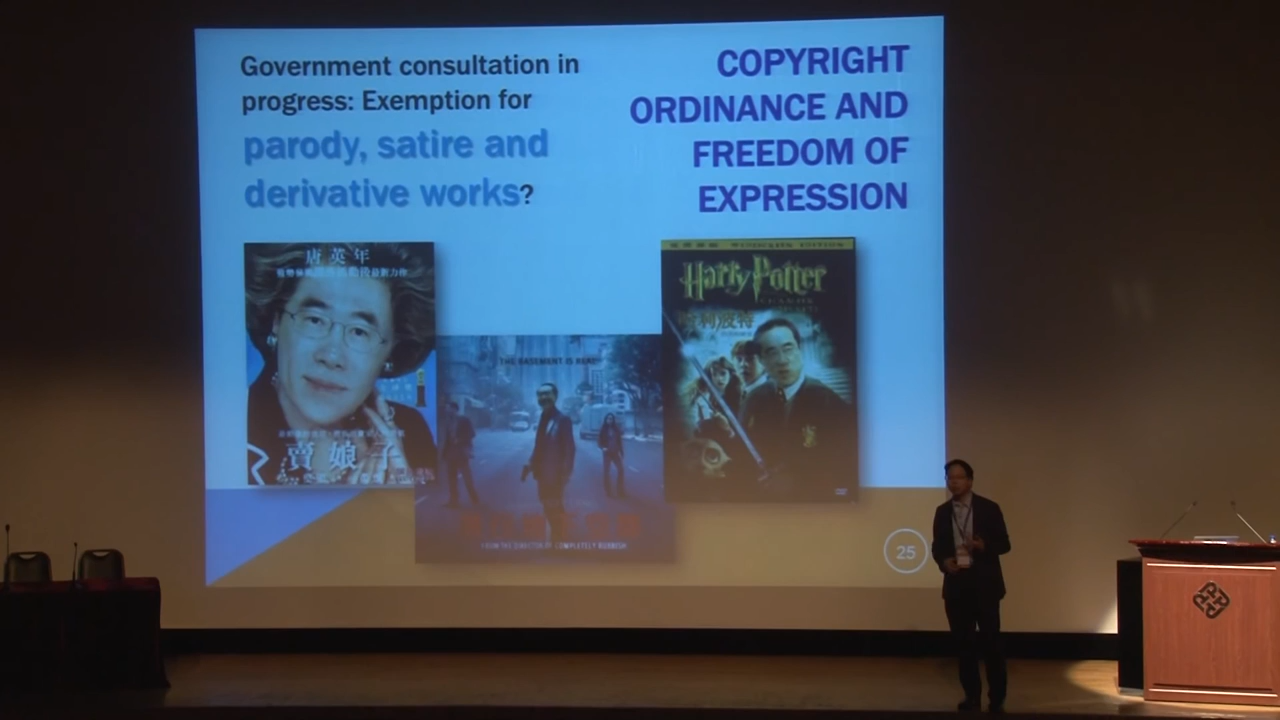 Government consultation in
progress: Exemption for
parody, satire and
derivative works?
COPYRIGHT
ORDINANCE AND
FREEDOM OF
EXPRESSION
唐英年
賣娘子
THE BASEMENT IS REAL
FROM THE DIRECTOR OF COMPLETELY RUBBISH
WIDESCREEN EDITION
Harry Potter
哈利波特
25